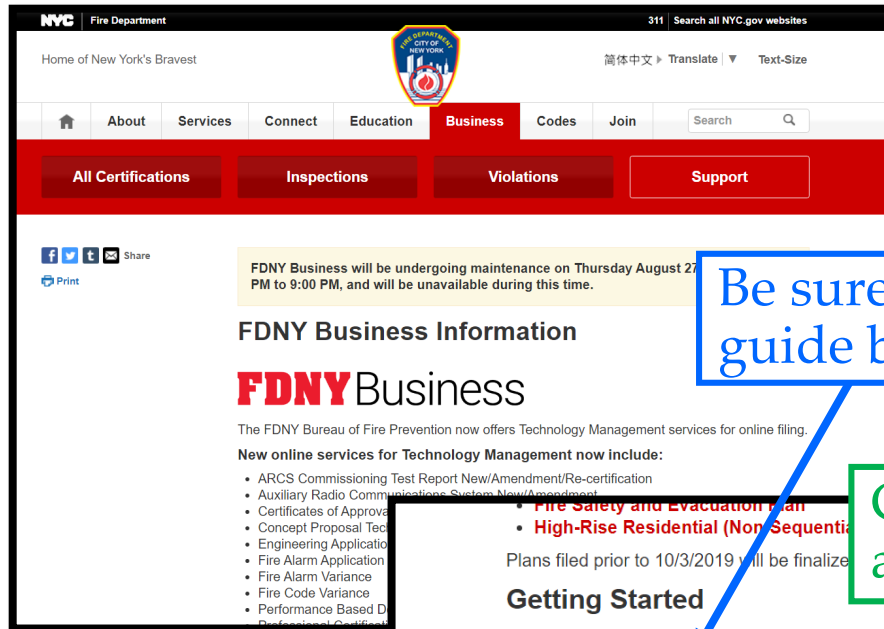 NYC Fire Department
311 Search all NYC.gov websites
Home of New York's Bravest
FIRE DEPARTMENT
CITY OF
NEW YORK
简体中文 Translate Text-Size
About Services Connect Education Business Codes Join Search
All Certifications Inspections Violations Support
Share
Print
FDNY Business will be undergoing maintenance on Thursday August 27
PM to 9:00 PM, and will be unavailable during this time.
Be sure
guide
FDNY Business Information
FDNY Business
The FDNY Bureau of Fire Prevention now offers Technology Management services for online filing.
New online services for Technology Management now include:
• ARCS Commissioning Test Report New/Amendment/Re-certification
• Auxiliary Radio Communications System New/Amendment
• Certificates of
• Concept Proposal
• Engineering
• Fire Alarm Application
• Fire Alarm Variance
• Fire Code Variance
• Performance Based
• Fire Safety and Evacuation Plan
• High-Rise Residential
Plans filed prior to 10/3/2019 will be
Getting Started